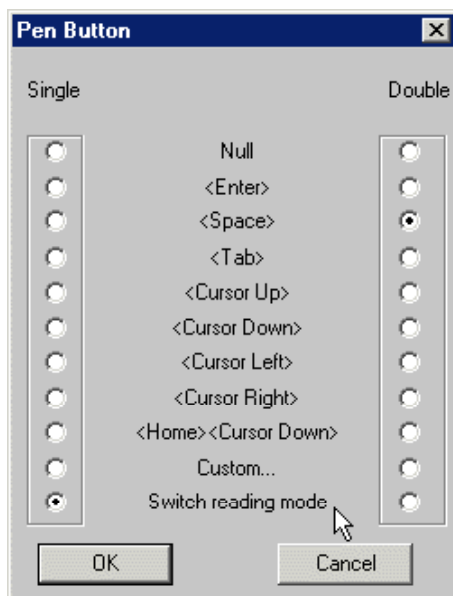 Pen Button
Single Double
Null
<Enter>
<Space>
<Tab>
<Cursor Up>
<Cursor Down>
<Cursor Left>
<Cursor Right>
<Home><Cursor Down>
Custom...
Switch reading mode
OK Cancel